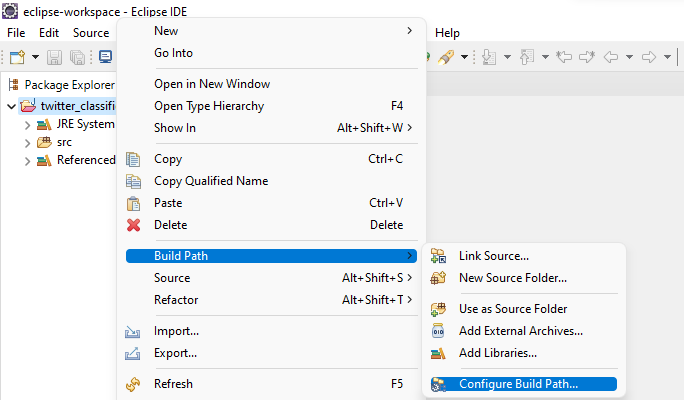 eclipse-workspace - Eclipse IDE
File Edit Source Help
Package Explorer
twitter_classifi
JRE System
src
Referenced
New
Go Into
Open in New Window
Open Type Hierarchy F4
Show In Alt+Shift+W
Copy Ctrl+C
Copy Qualified Name
Paste Ctrl+V
Delete Delete
Build Path
Source Alt+Shift+S
Refactor Alt+Shift+T
Import...
Export...
Refresh F5
Link Source...
New Source Folder...
Use as Source Folder
Add External Archives...
Add Libraries...
Configure Build Path...